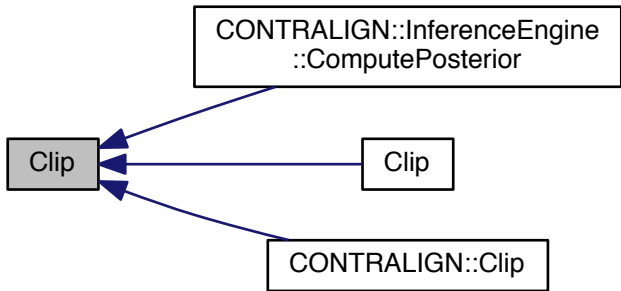 CONTRALIGN::InferenceEngine
::ComputePosterior
Clip
Clip
CONTRALIGN::Clip